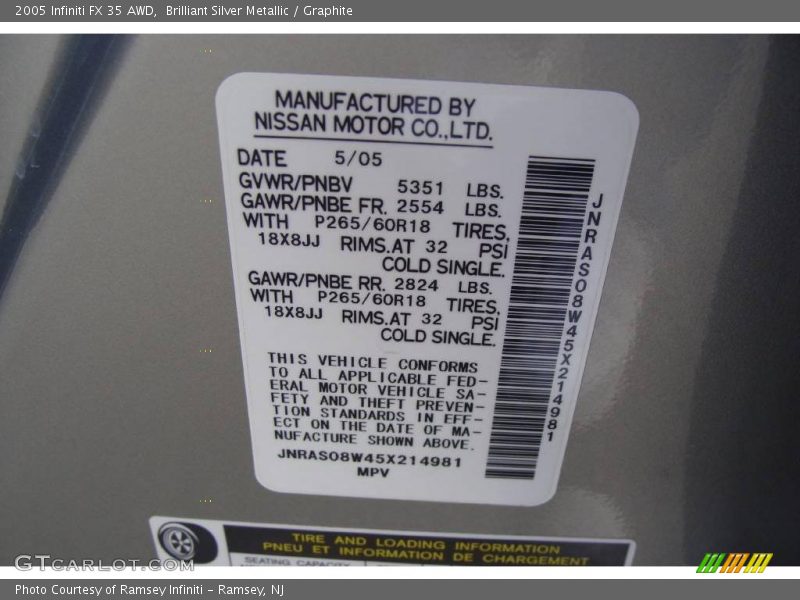 2005 Infiniti FX 35 AWD,  Brilliant Silver Metallic / Graphite
MANUFACTURED BY
NISSAN MOTOR CO.,LTD.
DATE 5/05
GVWR/PNBV 5351 LBS.
GAWR/PNBE FR. 2554 LBS.
WITH P265/60R18 TIRES,
18X8JJ RIMS.AT 32 PSI
COLD SINGLE.
GAWR/PNBE RR. 2824 LBS.
WITH P265/60R18 TIRES,
18X8JJ RIMS.AT 32 PSI
COLD SINGLE.
THIS VEHICLE CONFORMS
TO ALL APPLICABLE FED-
ERAL MOTOR VEHICLE SA-
FETY AND THEFT PREVEN-
TION STANDARDS IN EFF-
ECT ON THE DATE OF MA-
NUFACTURE SHOWN ABOVE.
JNRAS08W45X214981
MPV
JNRAS08W45X214981
TIRE AND LOADING INFORMATION
PNEU ET INFORMATION DE CHARGEMENT
SEATING CAPACITY
GTCARLOT.COM
Photo Courtesy of Ramsey Infiniti - Ramsey, NJ